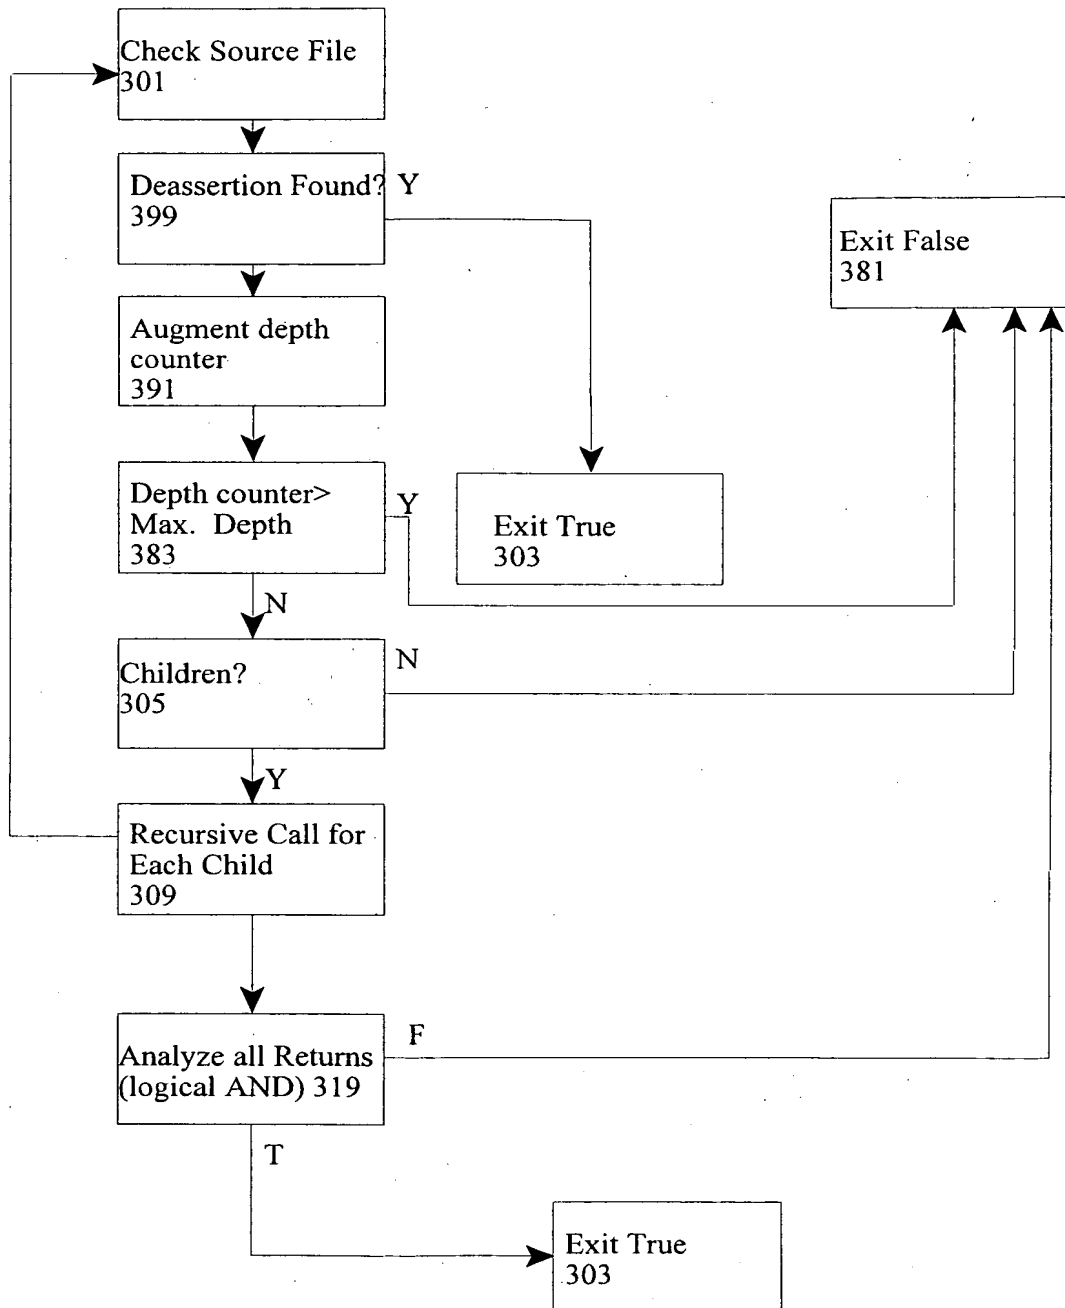 Check Source File
301
Deassertion Found?
399
Y
Exit False
381
Augment depth
counter
391
Depth counter>
Max. Depth
383
Y
Exit True
303
N
Children?
305
N
Y
Recursive Call for
Each Child
309
Analyze all Returns
(logical AND) 319
F
T
Exit True
303